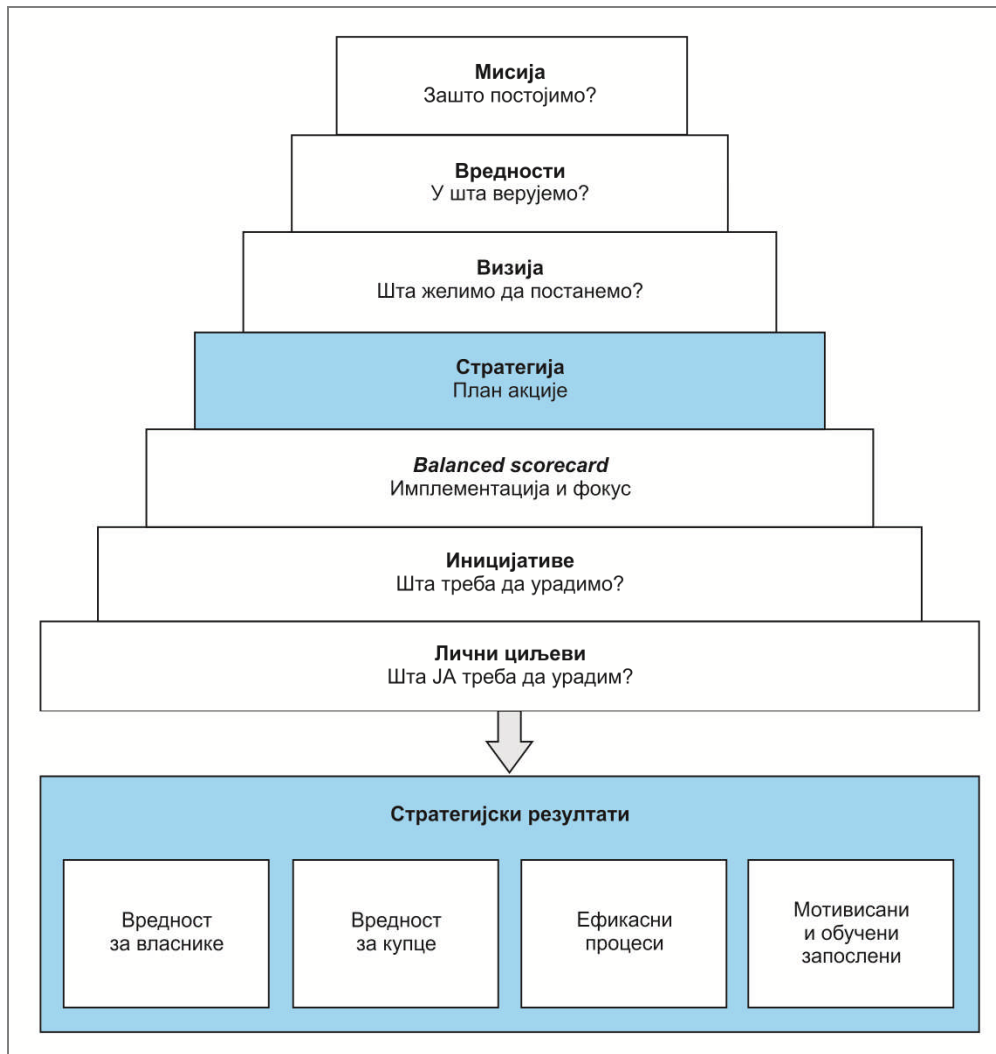 Мисија
Зашто постојимо?
Вредности
У шта верујемо?
Визија
Шта желимо да постанемо?
Стратегија
План акције
Balanced scorecard
Имплементација и фокус
Иницијативе
Шта треба да урадимо?
Лични циљеви
Шта ЈА треба да урадим?
Стратегијски резултати
Вредност
за власнике
Вредност
за купце
Ефикасни
процеси
Мотивисани
и обучени
запослени